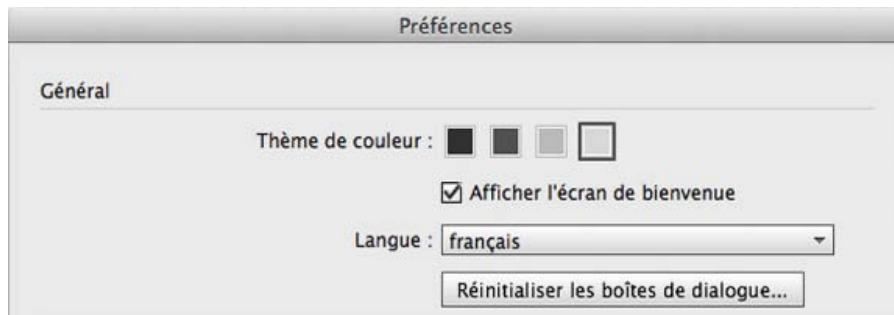 Préférences
Général
Thème de couleur :
Afficher l'écran de bienvenue
Langue : français
Réinitialiser les boîtes de dialogue...